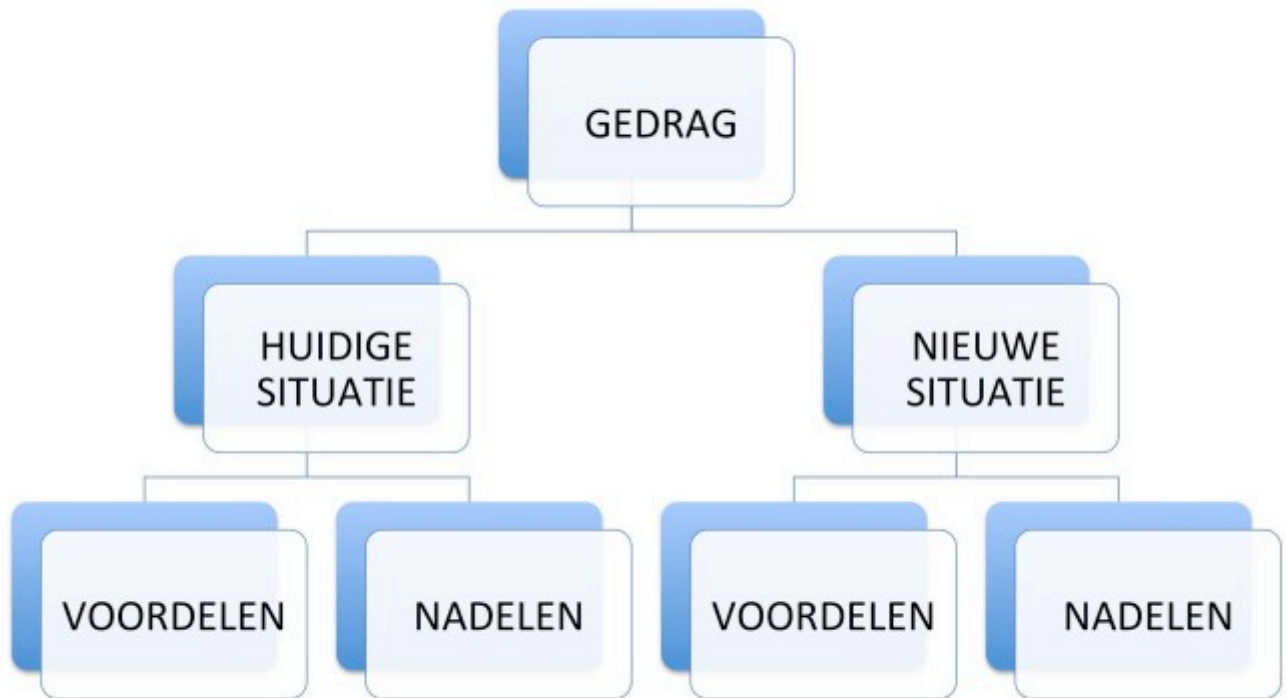 GEDRAG
HUIDIGE
SITUATIE
NIEUWE
SITUATIE
VOORDELEN
NADELEN
VOORDELEN
NADELEN